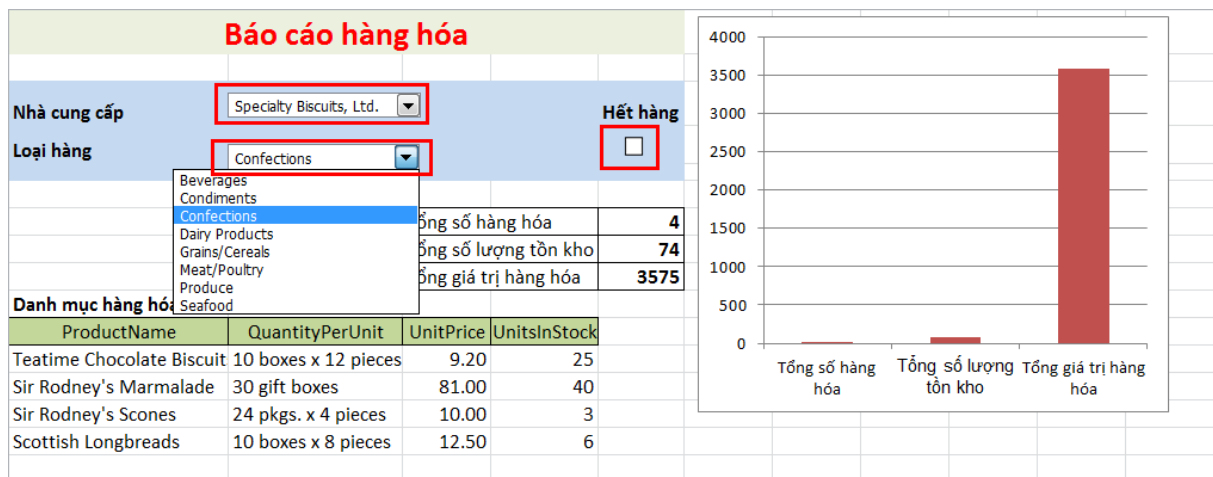 Báo cáo hàng hóa
Nhà cung cấp
Specialty Biscuits, Ltd.
Hết hàng
Loại hàng
Confections
Beverages
Condiments
Confections
Dairy Products
Grains/Cereals
Meat/Poultry
Produce
Seafood
ổng số hàng hóa 4
ổng số lượng tồn kho 74
ổng giá trị hàng hóa 3575
Danh mục hàng hóa
ProductName QuantityPerUnit UnitPrice UnitsInStock
Teatime Chocolate Biscuit 10 boxes x 12 pieces 9.20 25
Sir Rodney's Marmalade 30 gift boxes 81.00 40
Sir Rodney's Scones 24 pkgs. x 4 pieces 10.00 3
Scottish Longbreads 10 boxes x 8 pieces 12.50 6
4000
3500
3000
2500
2000
1500
1000
500
0
Tổng số hàng
hóa
Tổng số lượng
tồn kho
Tổng giá trị hàng
hóa